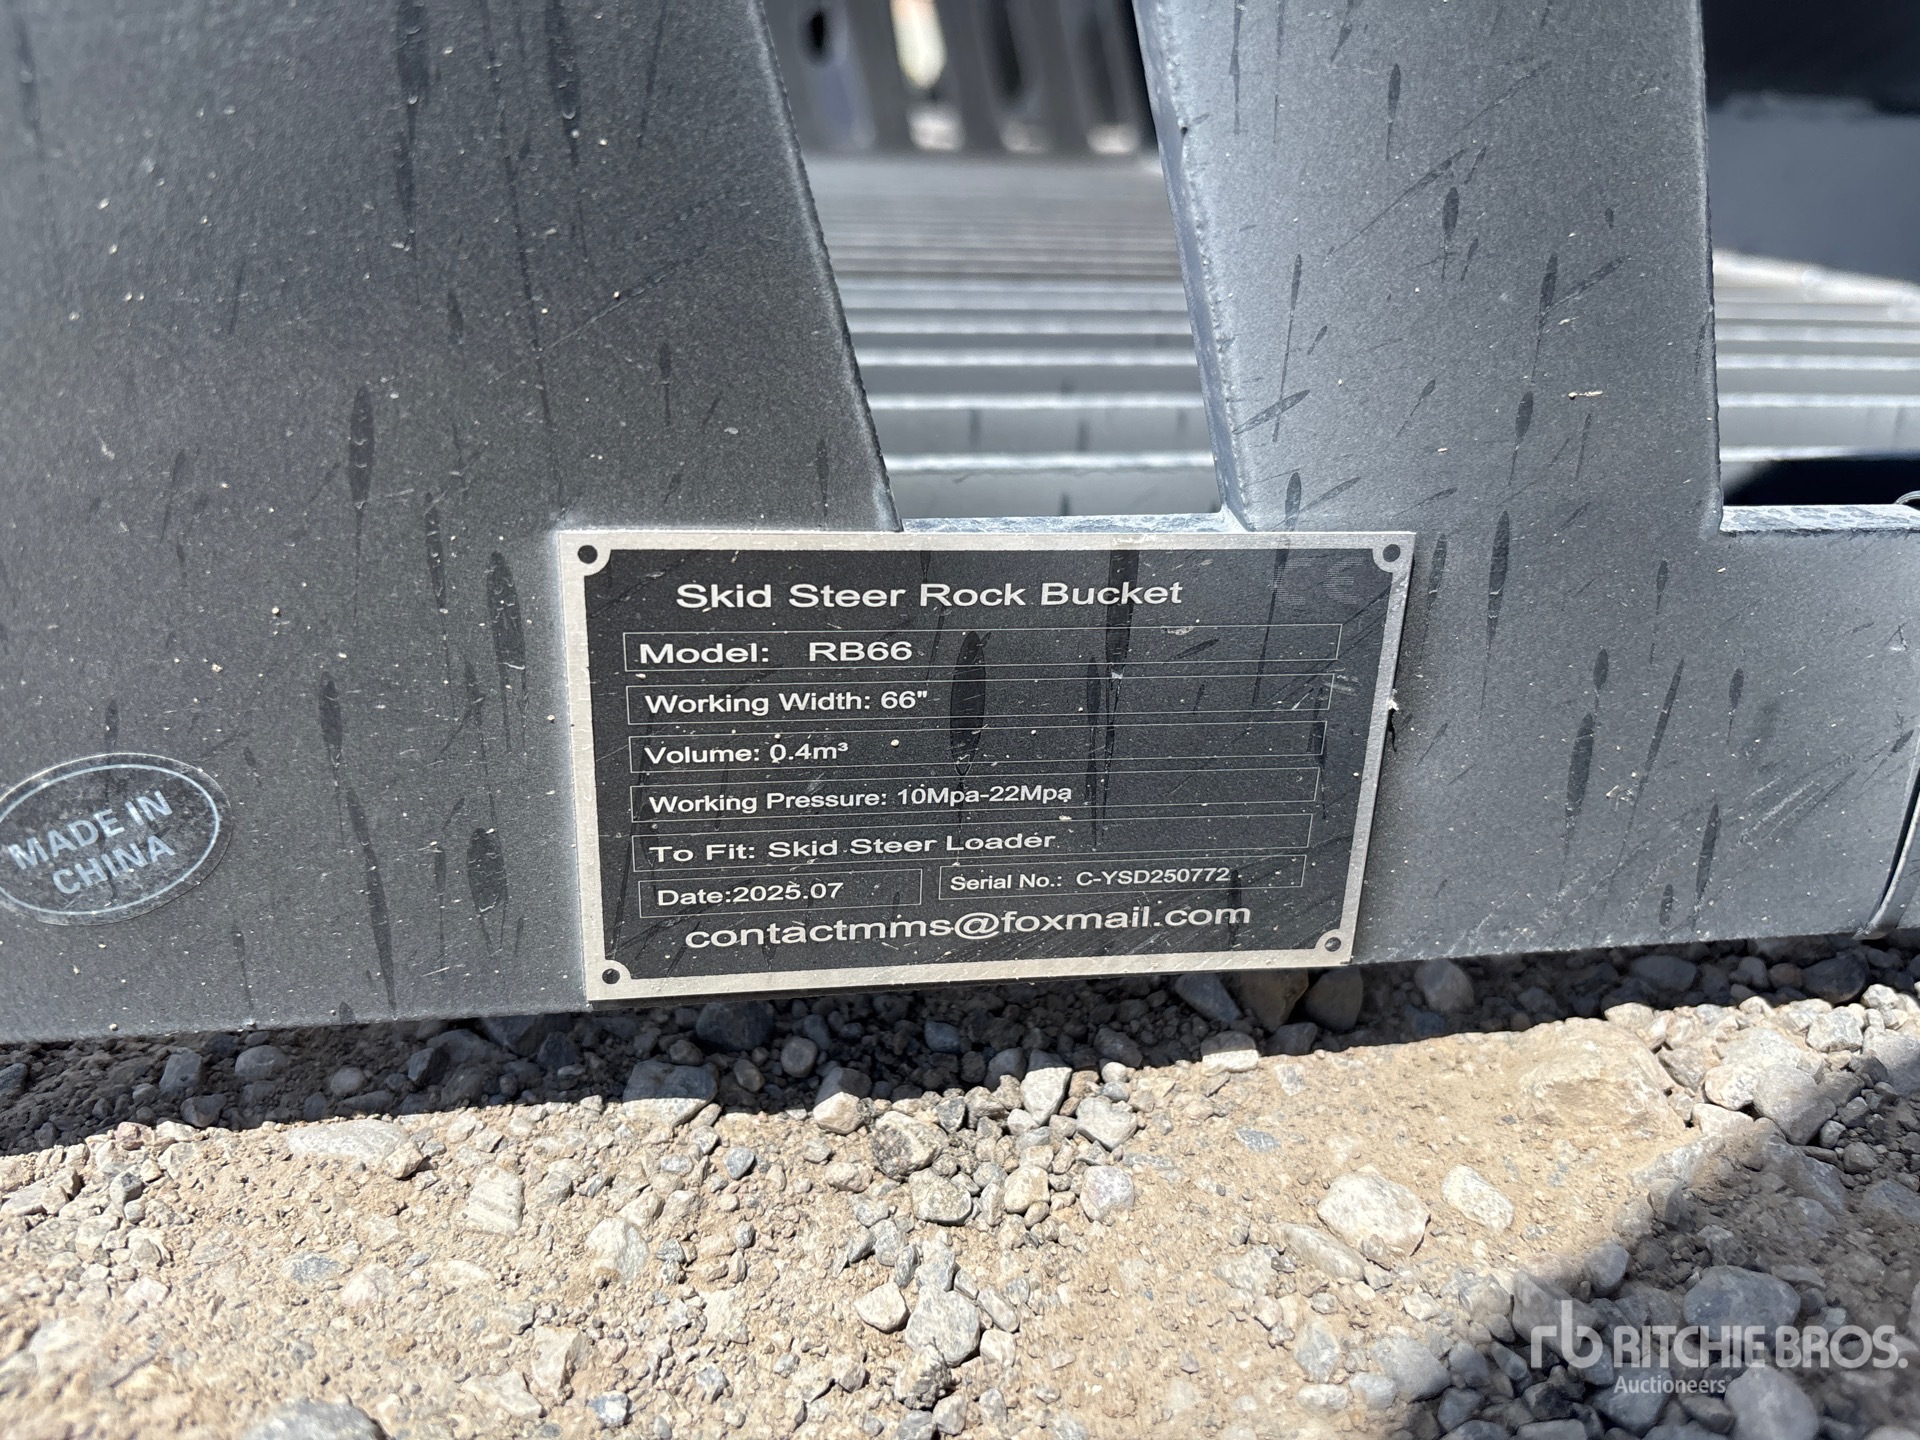 Skid Steer Rock Bucket
Model: RB66
Working Width: 66"
Volume: 0.4m³
Working Pressure: 10Mpa-22Mpa
To Fit: Skid Steer Loader
Date:2025.07 Serial No.: C-YSD250772
contactmms@foxmail.com
MADE IN
CHINA
rb RITCHIE BROS.
Auctioneers